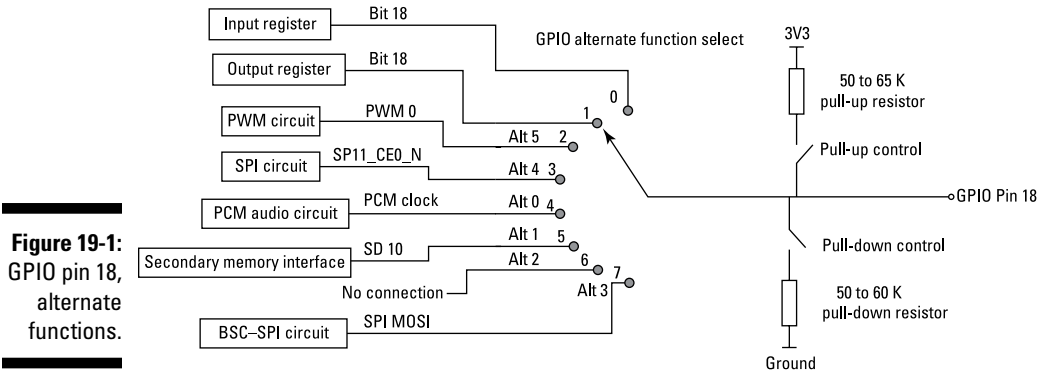 Input register
Bit 18
GPIO alternate function select
3V3
Output register
Bit 18
50 to 65 K
pull-up resistor
0
1
PWM circuit
PWM 0
Alt 5
2
Pull-up control
SPI circuit
SP11_CE0_N
Alt 4
3
PCM audio circuit
PCM clock
Alt 0
4
GPIO Pin 18
Figure 19-1:
GPIO pin 18,
alternate
functions.
Secondary memory interface
SD 10
Alt 1
5
Pull-down control
Alt 2
6
No connection
Alt 3
7
50 to 60 K
pull-down resistor
BSC–SPI circuit
SPI MOSI
Ground